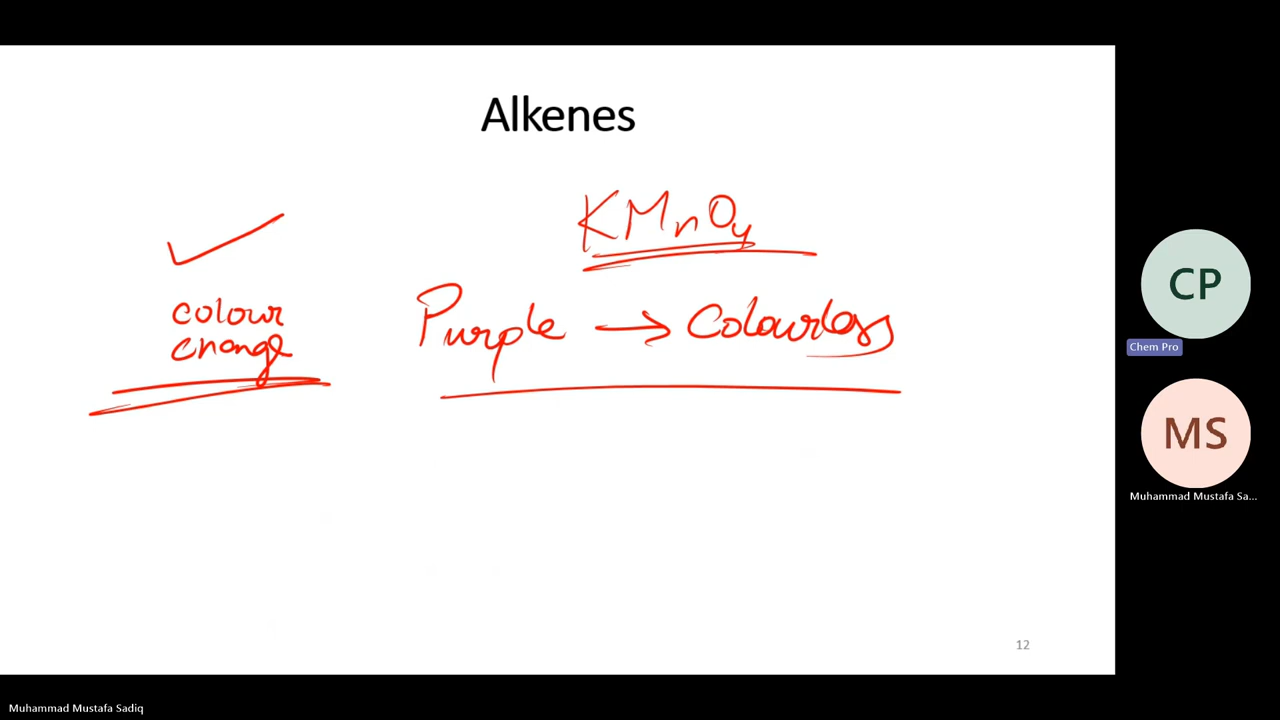 Alkenes
KMnO4
colour
change
Purple → Colourless
12
CP
Chem Pro
MS
Muhammad Mustafa Sa...
Muhammad Mustafa Sadiq